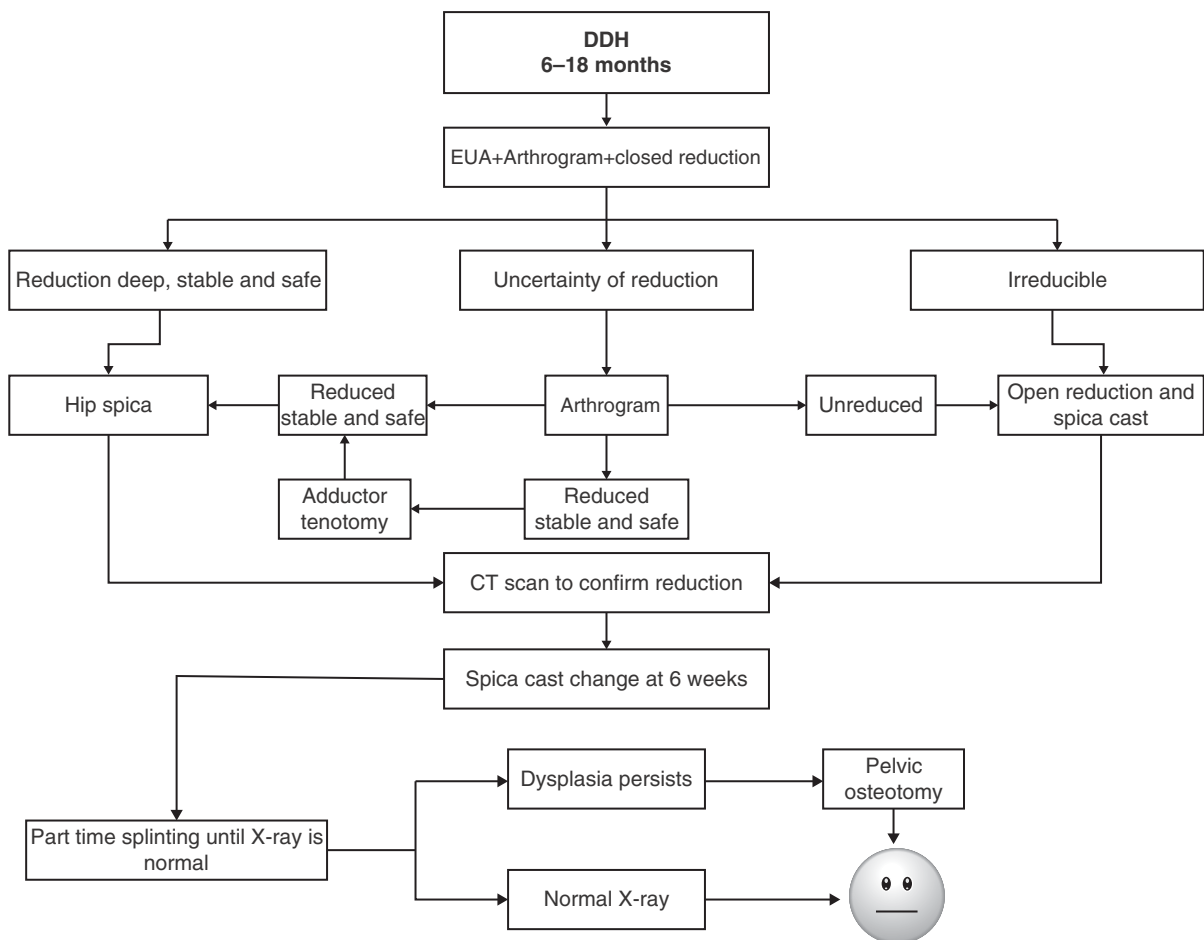 DDH
6–18 months
EUA+Arthrogram+closed reduction
Reduction deep, stable and safe
Uncertainty of reduction
Irreducible
Hip spica
Reduced
stable and safe
Arthrogram
Unreduced
Open reduction and
spica cast
Adductor
tenotomy
Reduced
stable and safe
CT scan to confirm reduction
Spica cast change at 6 weeks
Dysplasia persists
Pelvic
osteotomy
Part time splinting until X-ray is
normal
Normal X-ray